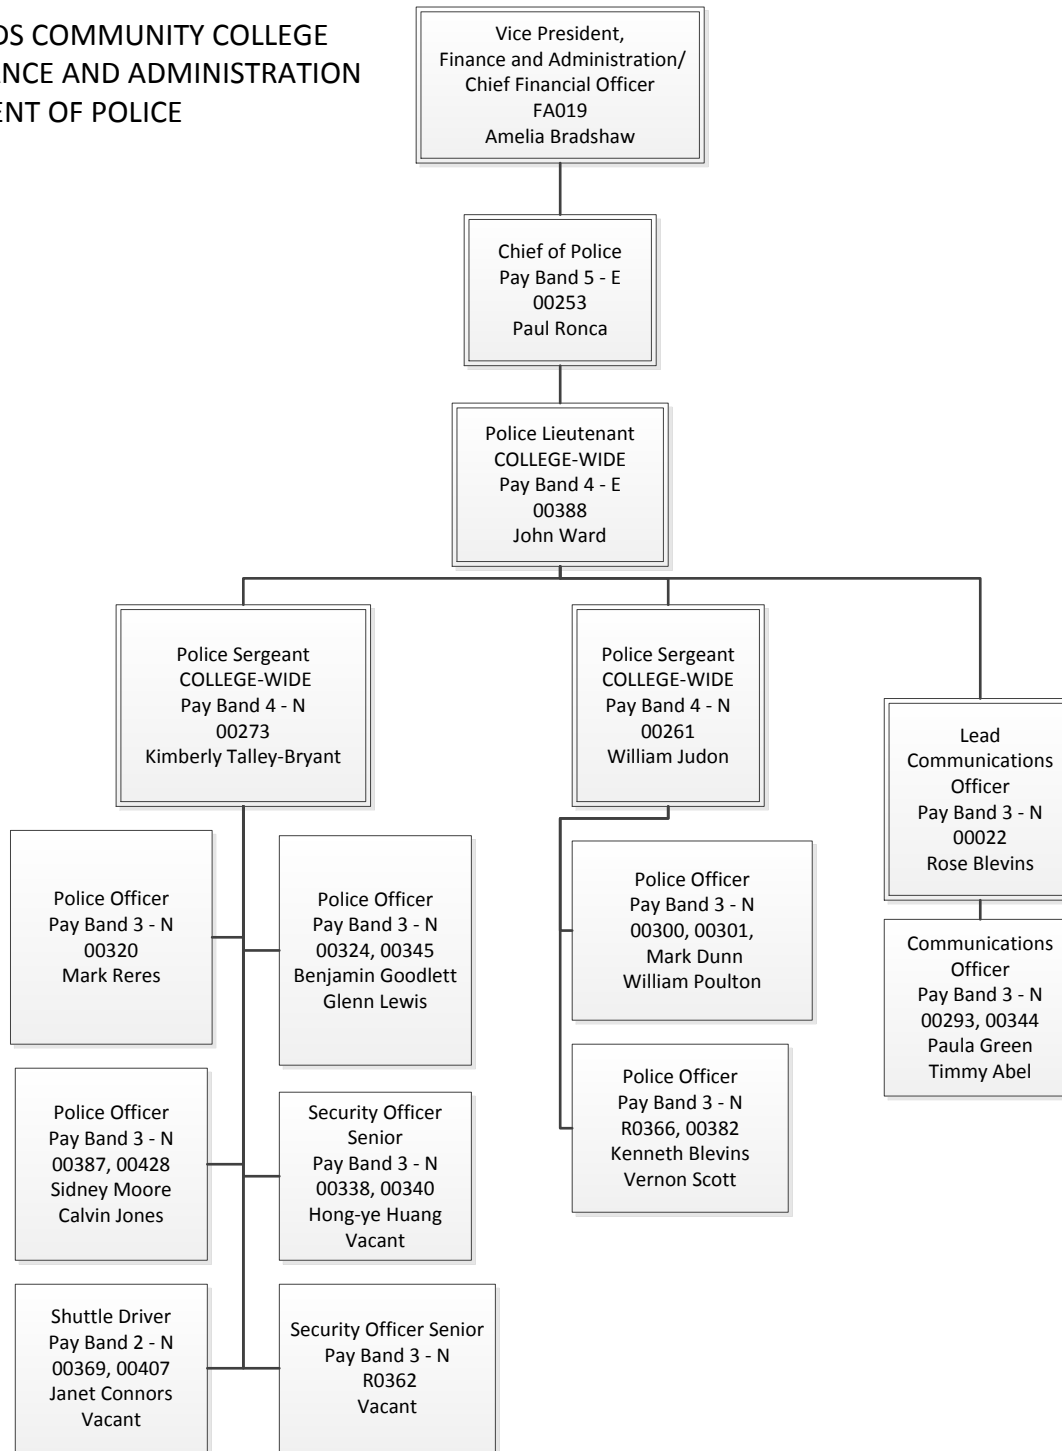 DS COMMUNITY COLLEGE
ANCE AND ADMINISTRATION
ENT OF POLICE
Vice President,
Finance and Administration/
Chief Financial Officer
FA019
Amelia Bradshaw
Chief of Police
Pay Band 5 - E
00253
Paul Ronca
Police Lieutenant
COLLEGE-WIDE
Pay Band 4 - E
00388
John Ward
Police Sergeant
COLLEGE-WIDE
Pay Band 4 - N
00273
Kimberly Talley-Bryant
Police Sergeant
COLLEGE-WIDE
Pay Band 4 - N
00261
William Judon
Lead
Communications
Officer
Pay Band 3 - N
00022
Rose Blevins
Police Officer
Pay Band 3 - N
00320
Mark Reres
Police Officer
Pay Band 3 - N
00324, 00345
Benjamin Goodlett
Glenn Lewis
Police Officer
Pay Band 3 - N
00300, 00301,
Mark Dunn
William Poulton
Communications
Officer
Pay Band 3 - N
00293, 00344
Paula Green
Timmy Abel
Police Officer
Pay Band 3 - N
00387, 00428
Sidney Moore
Calvin Jones
Security Officer
Senior
Pay Band 3 - N
00338, 00340
Hong-ye Huang
Vacant
Police Officer
Pay Band 3 - N
R0366, 00382
Kenneth Blevins
Vernon Scott
Shuttle Driver
Pay Band 2 - N
00369, 00407
Janet Connors
Vacant
Security Officer Senior
Pay Band 3 - N
R0362
Vacant